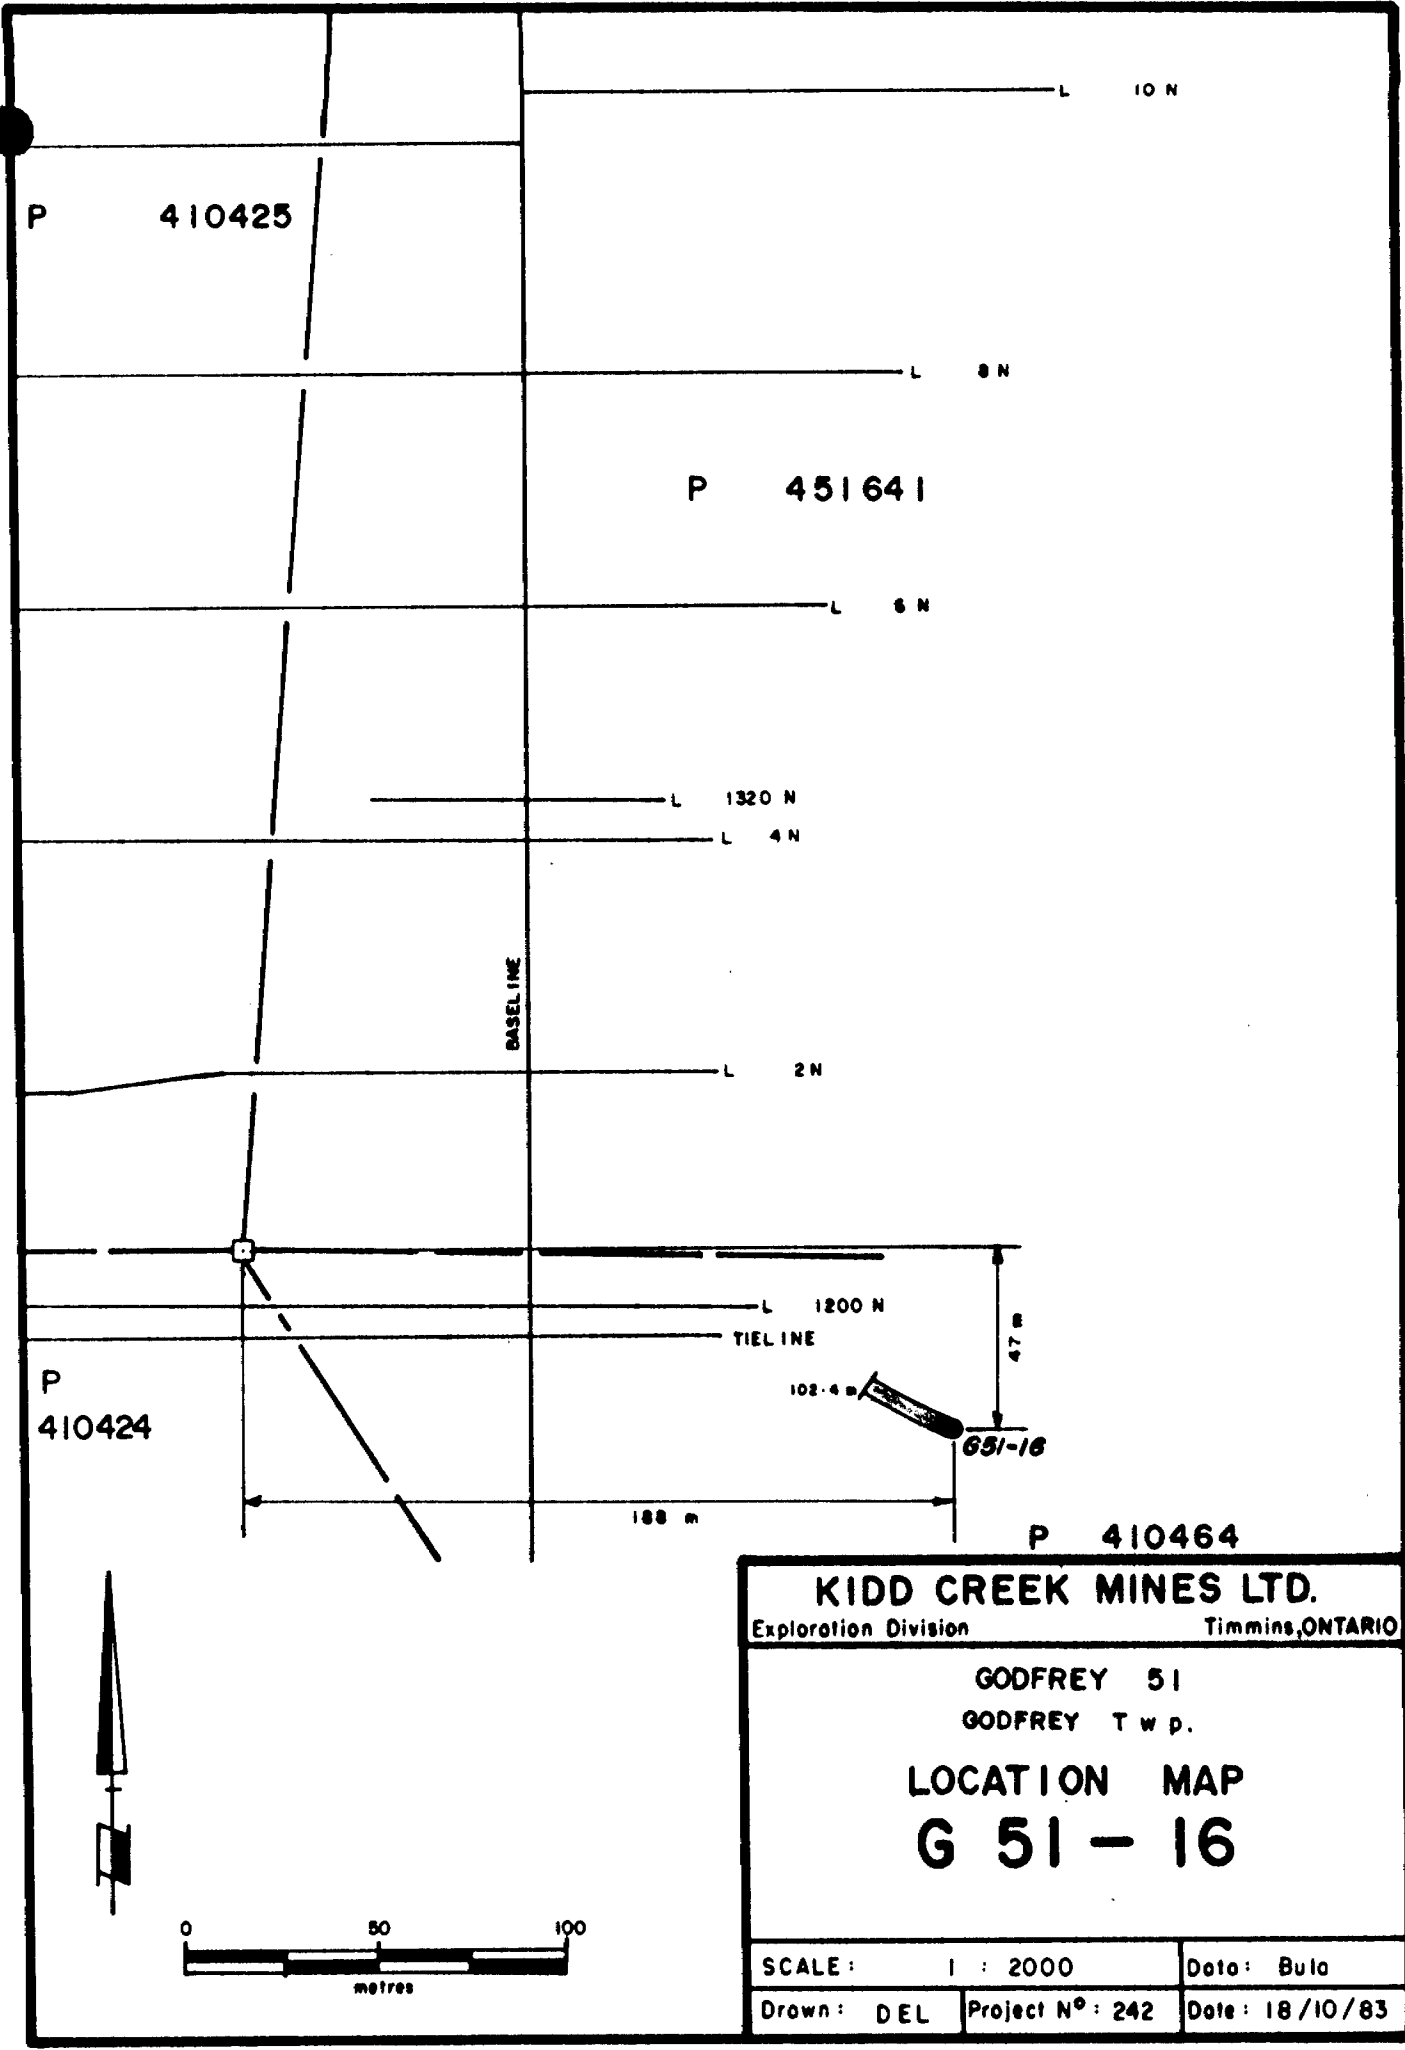 L 10 N
P 410425
L 8 N
P 451641
L 6 N
L 1320 N
L 4 N
BASELINE
L 2 N
L 1200 N
TIELINE
47 m
P
410424
102.4 m
G51-16
188 m
P 410464
KIDD CREEK MINES LTD.
Exploration Division Timmins, ONTARIO
GODFREY 51
GODFREY Twp.
LOCATION MAP
G 51 - 16
0 50 100
metres
SCALE: 1 : 2000 Data: Bula
Drawn: DEL Project Nº: 242 Date: 18/10/83